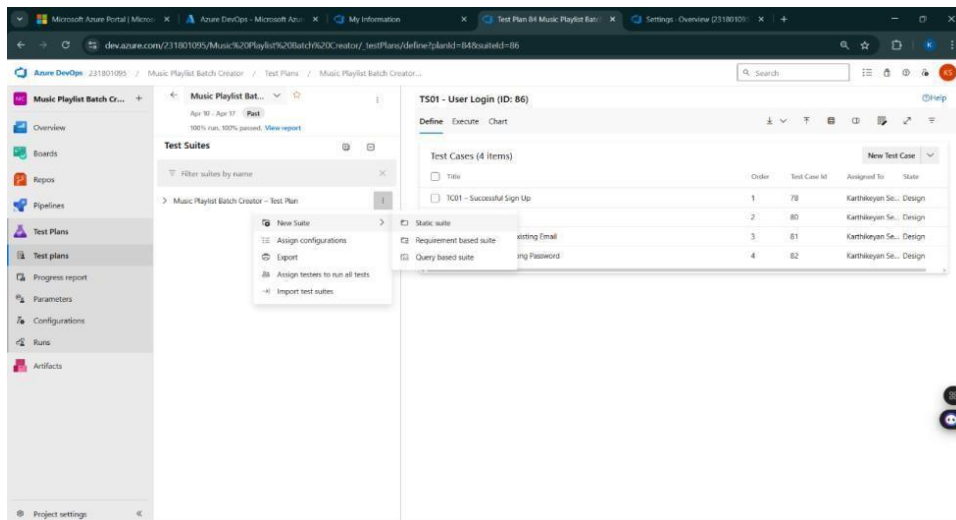 Microsoft Azure Portal | Micros
Azure DevOps - Microsoft Azu
My Information
Test Plan 84 Music Playlist Batc
Settings - Overview (23180109
dev.azure.com/231801095/Music%20Playlist%20Batch%20Creator/_testPlans/define?planId=84&suiteId=86
K
Azure DevOps 231801095 / Music Playlist Batch Creator / Test Plans / Music Playlist Batch Creator...
Search
KS
Music Playlist Batch Cr... +
Overview
Boards
Repos
Pipelines
Test Plans
Test plans
Progress report
Parameters
Configurations
Runs
Artifacts
Project settings
Music Playlist Bat...
Apr 10 - Apr 17 Past
100% run, 100% passed. View report
Test Suites
Filter suites by name
Music Playlist Batch Creator – Test Plan
New Suite
Assign configurations
Export
Assign testers to run all tests
Import test suites
Static suite
Requirement based suite
Query based suite
TS01 - User Login (ID: 86)
Help
Define Execute Chart
Test Cases (4 items)
New Test Case
Title Order Test Case Id Assigned To State
TC01 – Successful Sign Up 1 79 Karthikeyan Se... Design
2 80 Karthikeyan Se... Design
xisting Email 3 81 Karthikeyan Se... Design
ing Password 4 82 Karthikeyan Se... Design